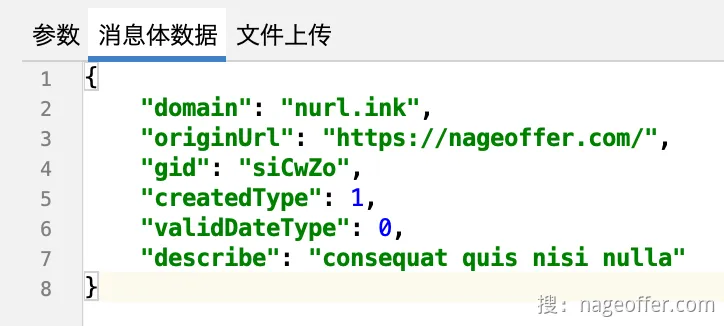 参数 消息体数据 文件上传
1 {
2 "domain": "nurl.ink",
3 "originUrl": "https://nageoffer.com/",
4 "gid": "siCwZo",
5 "createdType": 1,
6 "validDateType": 0,
7 "describe": "consequat quis nisi nulla"
8 }
搜：nageoffer.com